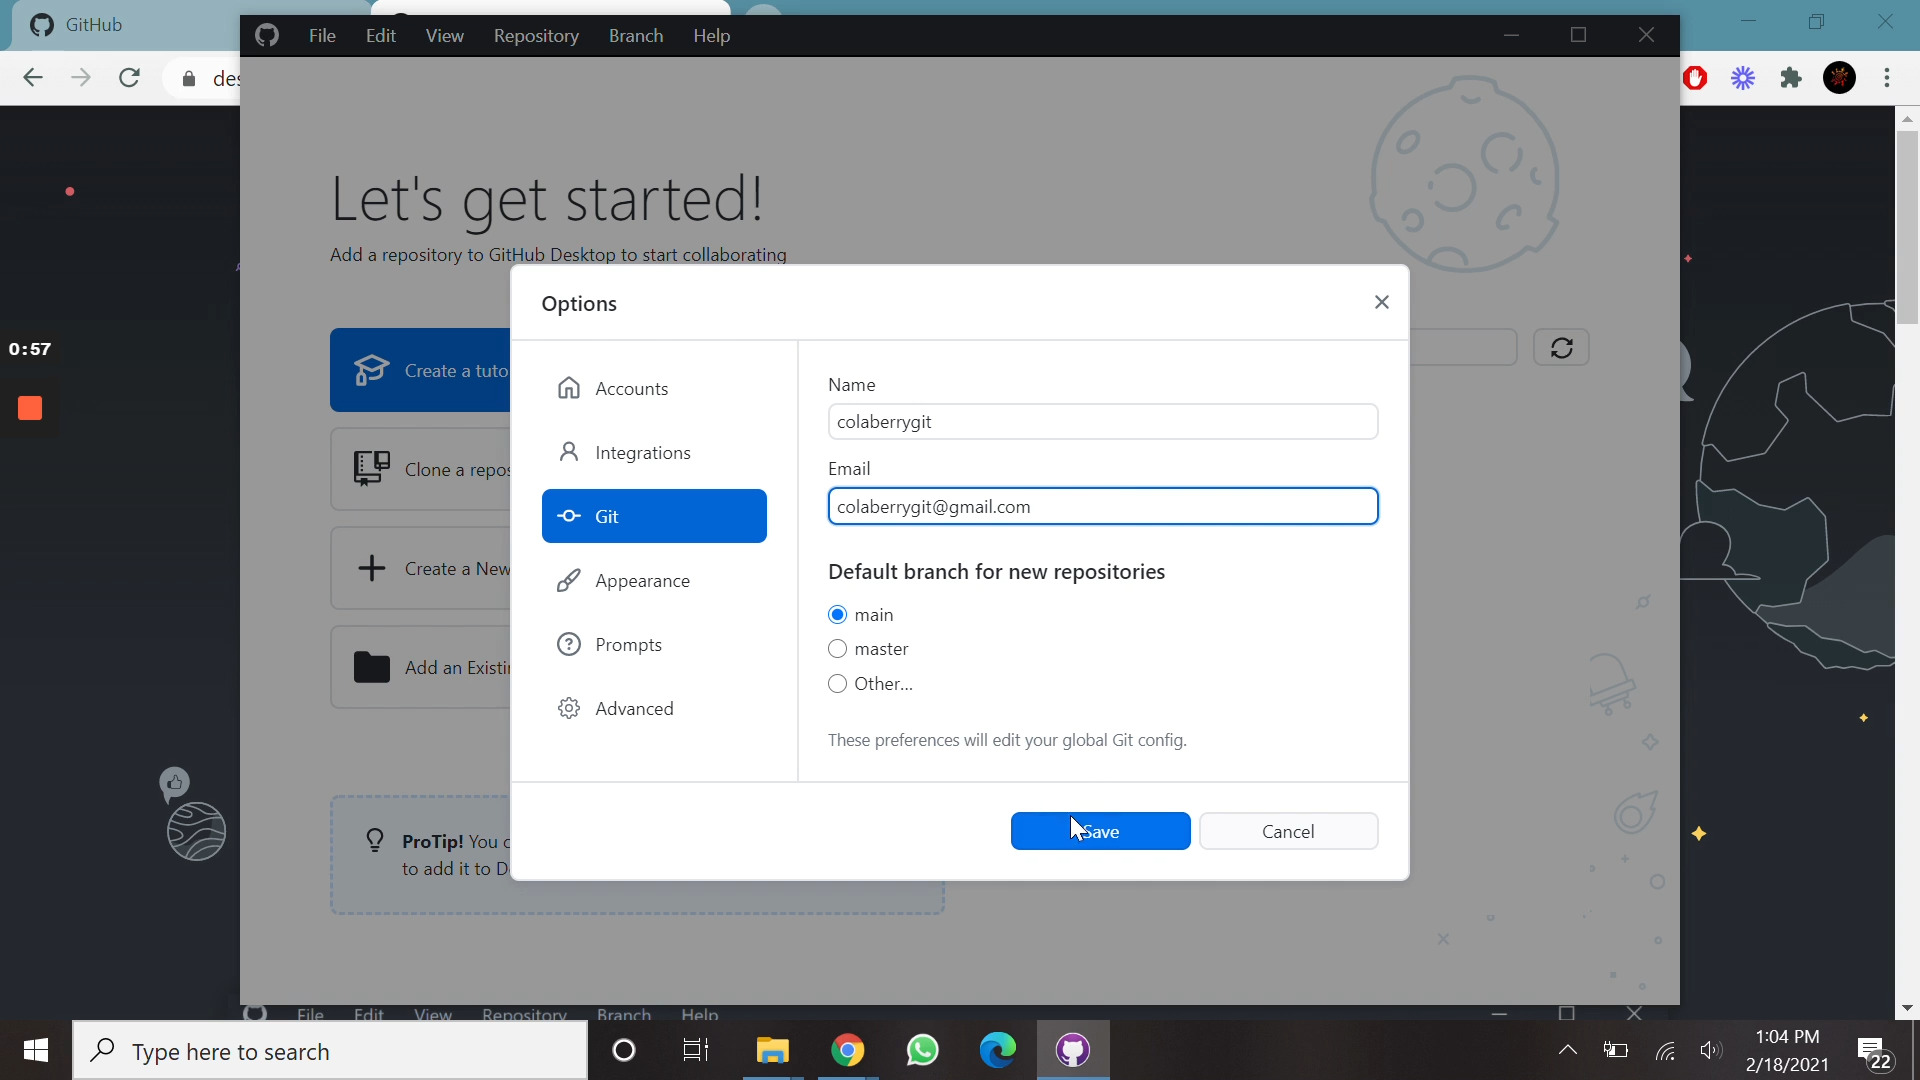 GitHub
File Edit View Repository Branch Help
des
Let's get started!
Add a repository to GitHub Desktop to start collaborating
Options
0:57
Create a tuto
Accounts
Name
colaberrygit
Integrations
Clone a repos
Email
colaberrygit@gmail.com
Git
Create a New
Default branch for new repositories
Appearance
main
Prompts
master
Add an Existi
Other...
Advanced
These preferences will edit your global Git config.
ProTip! You c
to add it to D
Save Cancel
File Edit View Repository Branch Help
Type here to search
1:04 PM
2/18/2021
22